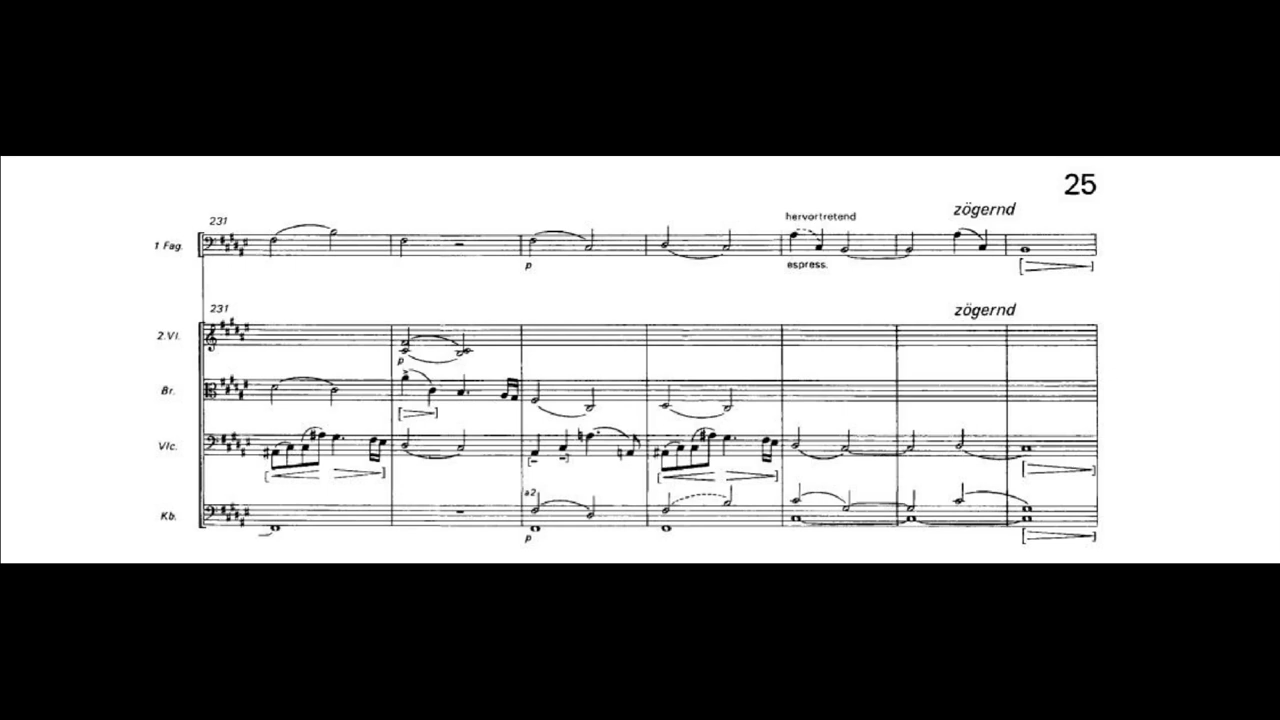 25
zögernd
231
hervortretend
1 Fag.
p
espress.
231
zögernd
2.Vl.
p
Br.
Vlc.
a2
Kb.
p